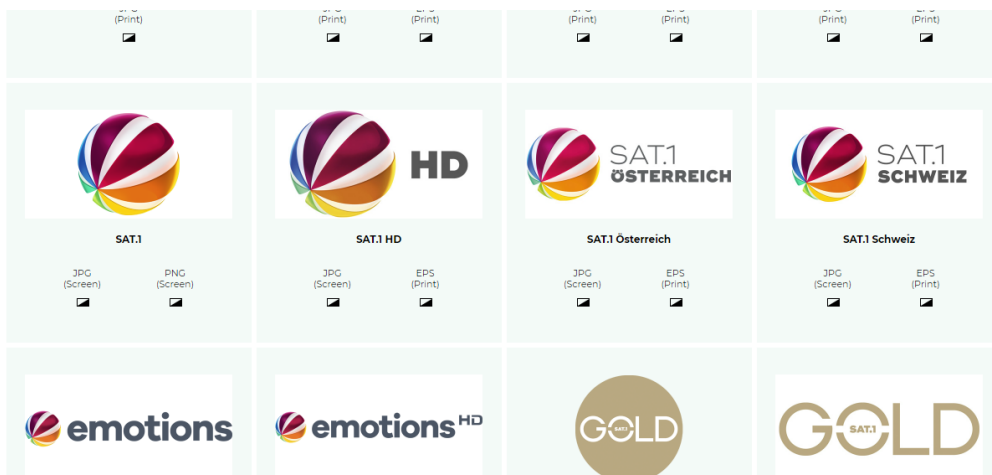 (Print) (Print) (Print) (Print) (Print) (Print) (Print)
HD
SAT.1
ÖSTERREICH
SAT.1
SCHWEIZ
SAT.1
SAT.1 HD
SAT.1 Österreich
SAT.1 Schweiz
JPG PNG JPG EPS JPG EPS JPG EPS
(Screen) (Screen) (Screen) (Print) (Screen) (Print) (Screen) (Print)
emotions
emotions HD
GOLD
SAT.1
GOLD
SAT.1